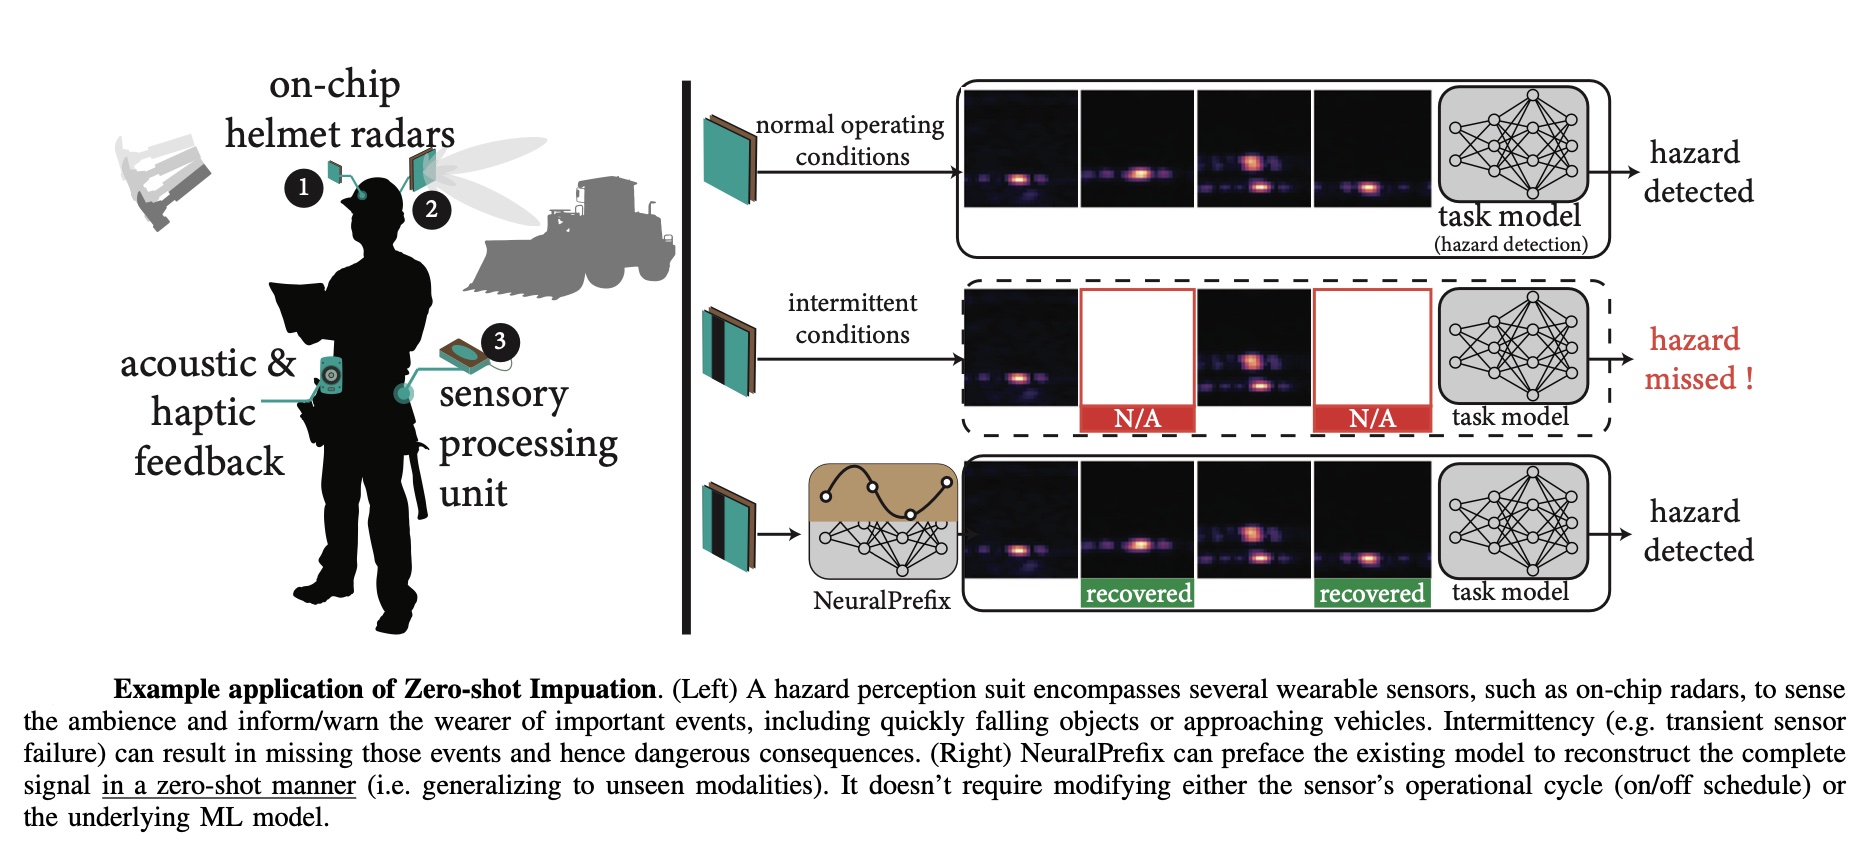 on-chip
helmet radars
1
2
3
acoustic &
haptic
feedback
sensory
processing
unit
normal operating
conditions
task model
(hazard detection)
hazard
detected
intermittent
conditions
N/A
N/A
task model
hazard
missed !
NeuralPrefix
recovered
recovered
task model
hazard
detected
Example application of Zero-shot Impuation. (Left) A hazard perception suit encompasses several wearable sensors, such as on-chip radars, to sense
the ambience and inform/warn the wearer of important events, including quickly falling objects or approaching vehicles. Intermittency (e.g. transient sensor
failure) can result in missing those events and hence dangerous consequences. (Right) NeuralPrefix can preface the existing model to reconstruct the complete
signal in a zero-shot manner (i.e. generalizing to unseen modalities). It doesn’t require modifying either the sensor’s operational cycle (on/off schedule) or
the underlying ML model.